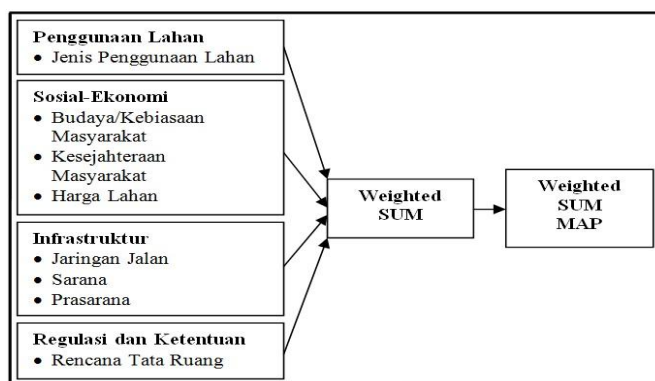 Penggunaan Lahan
• Jenis Penggunaan Lahan
Sosial-Ekonomi
• Budaya/Kebiasaan
Masyarakat
• Kesejahteraan
Masyarakat
• Harga Lahan
Infrastruktur
• Jaringan Jalan
• Sarana
• Prasarana
Regulasi dan Ketentuan
• Rencana Tata Ruang
Weighted
SUM
Weighted
SUM
MAP